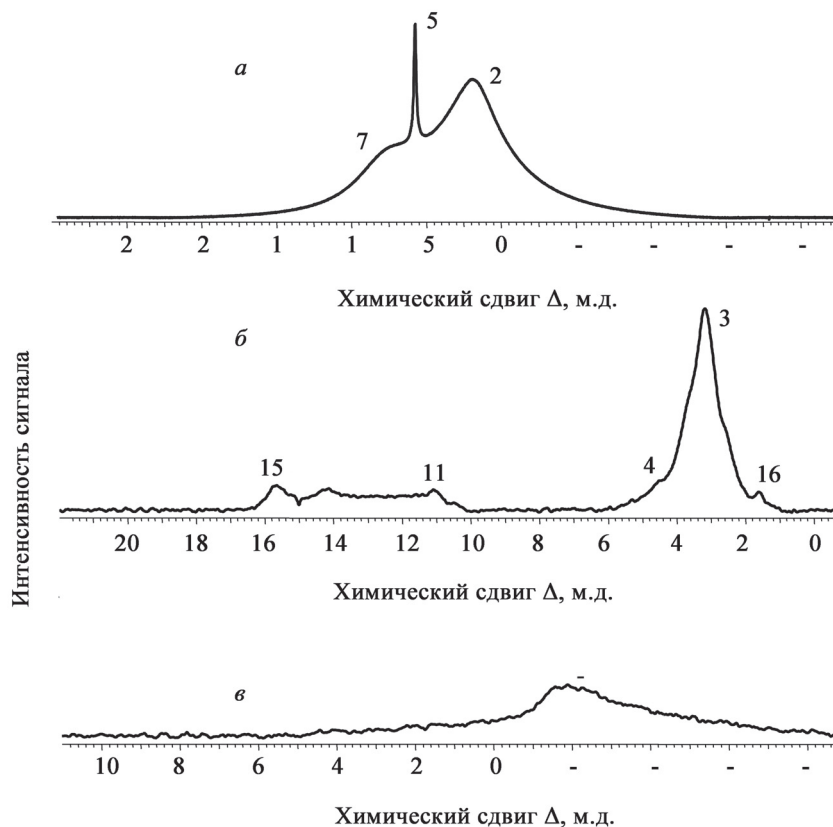 5
а
2
7
2 2 1 1 5 0 - - - -
Химический сдвиг Δ, м.д.
б
3
15
11
4
16
20 18 16 14 12 10 8 6 4 2 0
Химический сдвиг Δ, м.д.
Интенсивность сигнала
в
-
10 8 6 4 2 0 - - - -
Химический сдвиг Δ, м.д.